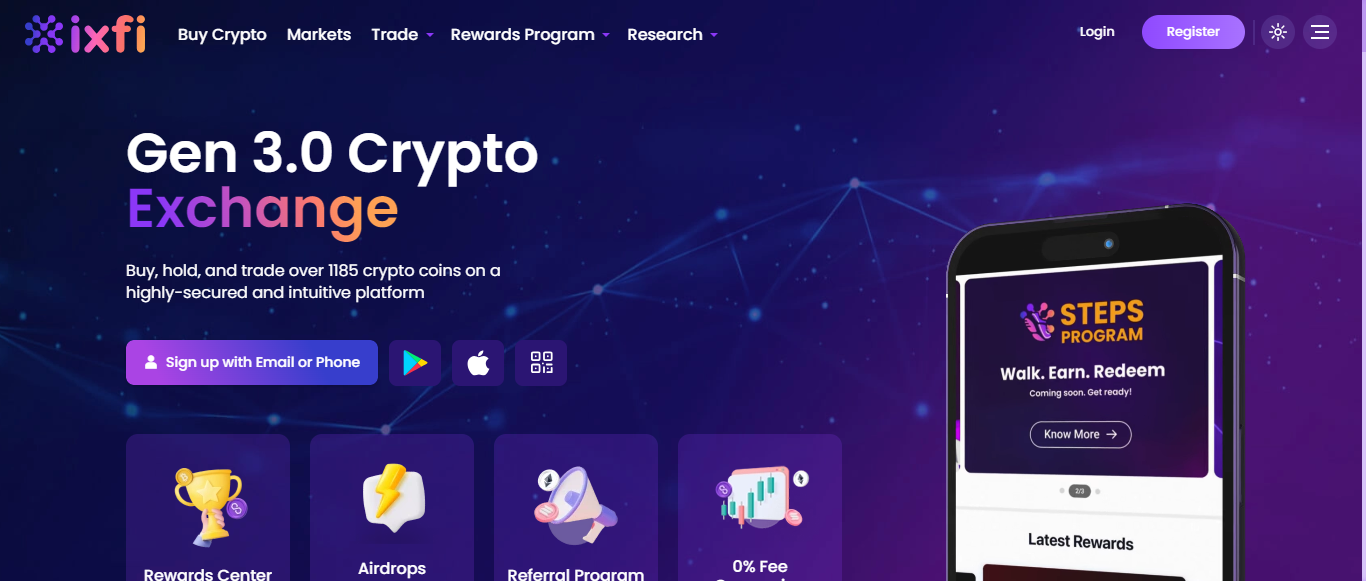 ixfi
Buy Crypto Markets Trade Rewards Program Research
Login Register
Gen 3.0 Crypto
Exchange
Buy, hold, and trade over 1185 crypto coins on a
highly-secured and intuitive platform
Sign up with Email or Phone
Rewards Center
Airdrops
Referral Program
0% Fee
STEPS
PROGRAM
Walk. Earn. Redeem
Coming soon. Get ready!
Know More →
2/3
Latest Rewards